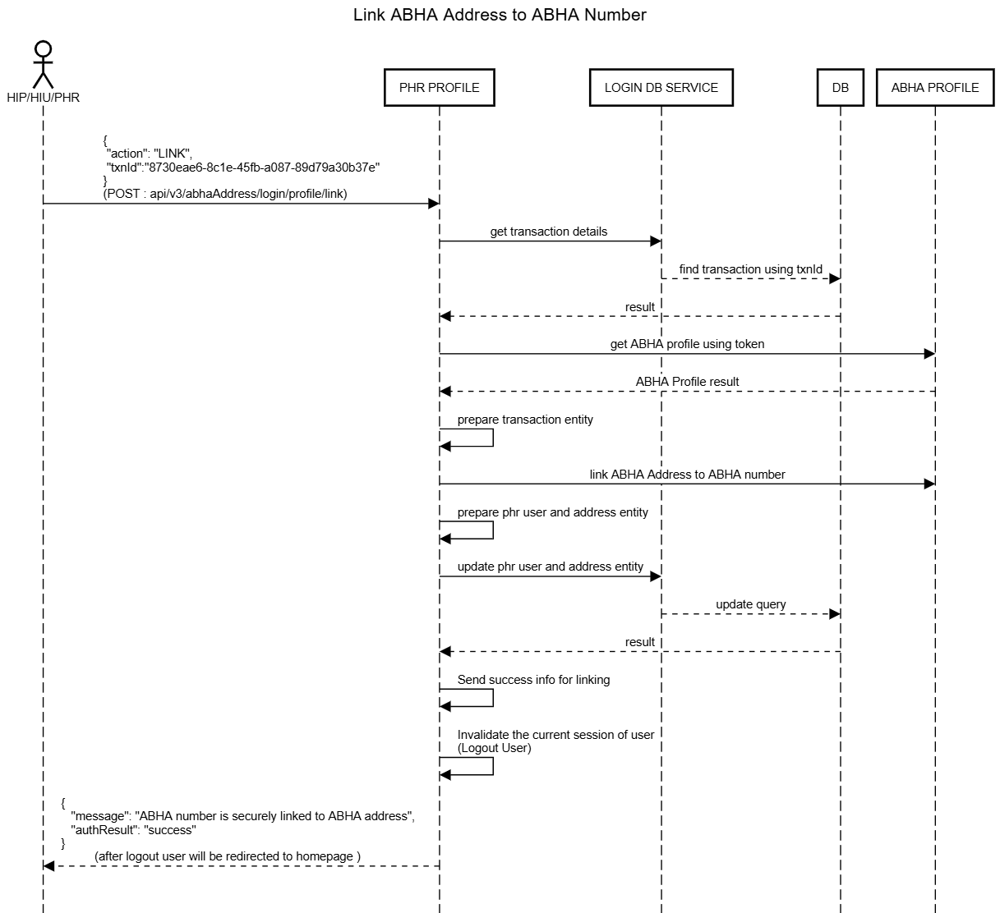 Link ABHA Address to ABHA Number
HIP/HIU/PHR
PHR PROFILE
LOGIN DB SERVICE
DB
ABHA PROFILE
{
"action": "LINK",
"txnId":"8730eae6-8c1e-45fb-a087-89d79a30b37e"
}
(POST : api/v3/abhaAddress/login/profile/link)
get transaction details
find transaction using txnId
result
get ABHA profile using token
ABHA Profile result
prepare transaction entity
link ABHA Address to ABHA number
prepare phr user and address entity
update phr user and address entity
update query
result
Send success info for linking
Invalidate the current session of user
(Logout User)
{
"message": "ABHA number is securely linked to ABHA address",
"authResult": "success"
}
(after logout user will be redirected to homepage )